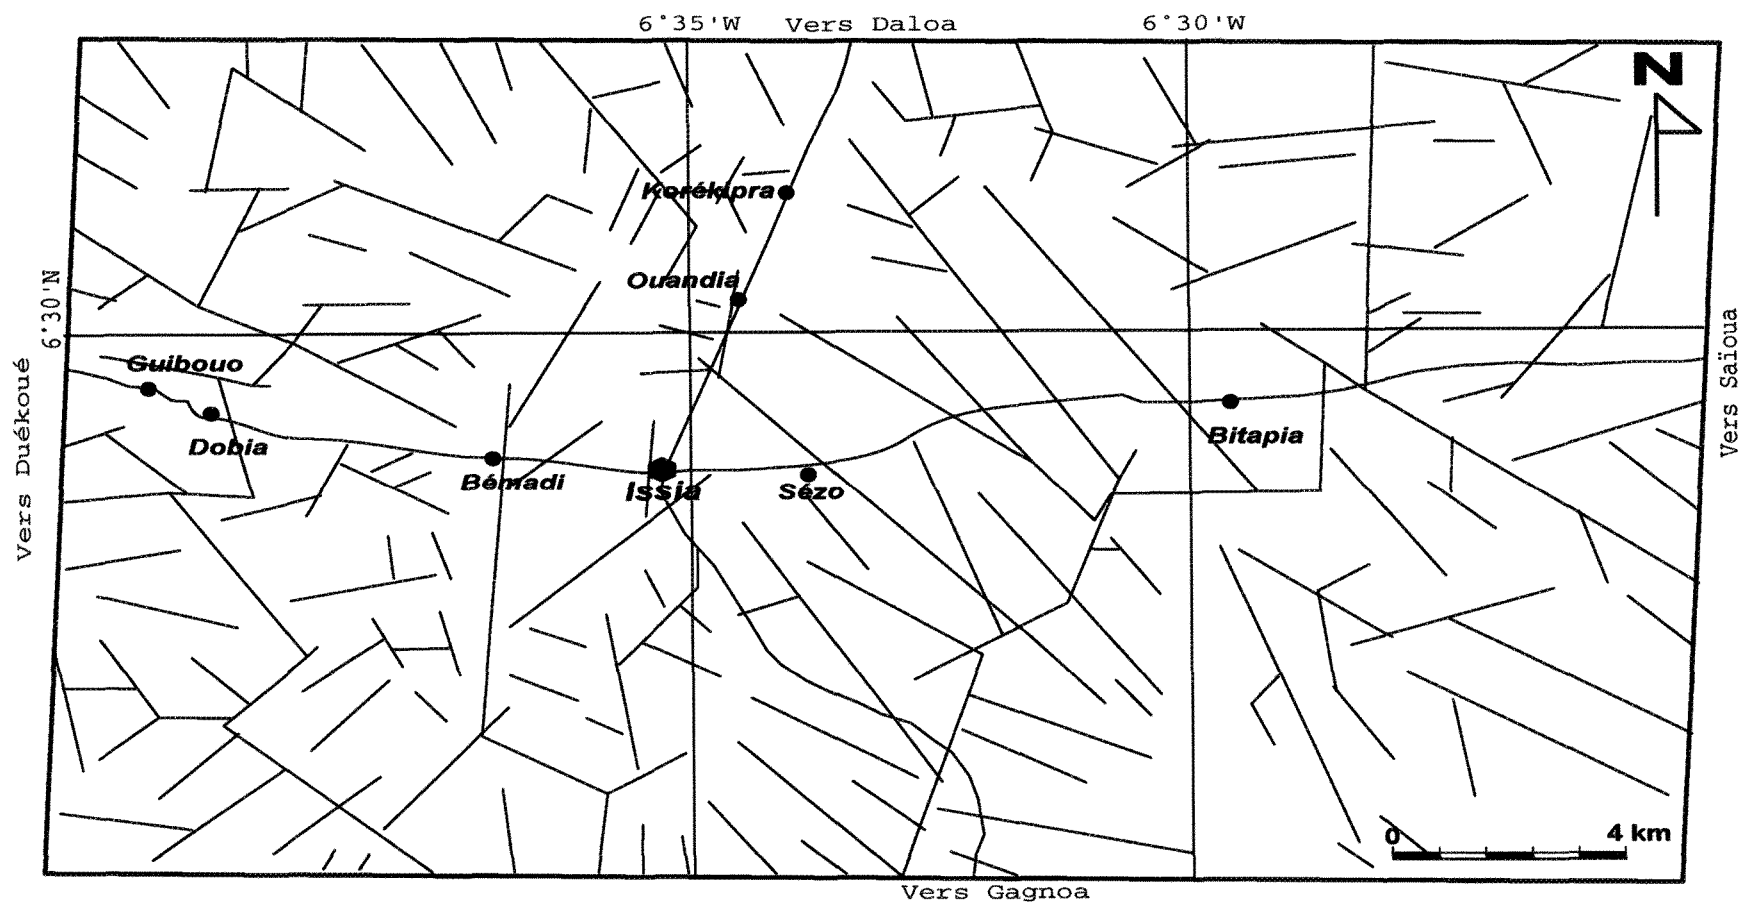 6°35'W Vers Daloa 6°30'W
N
Korékipra
Ouandia
6°30'N
Guibouo
Dobia
Bémadi
Issia
Sézo
Bitapia
Vers Duékoué
Vers Saïoua
0 4 km
Vers Gagnoa